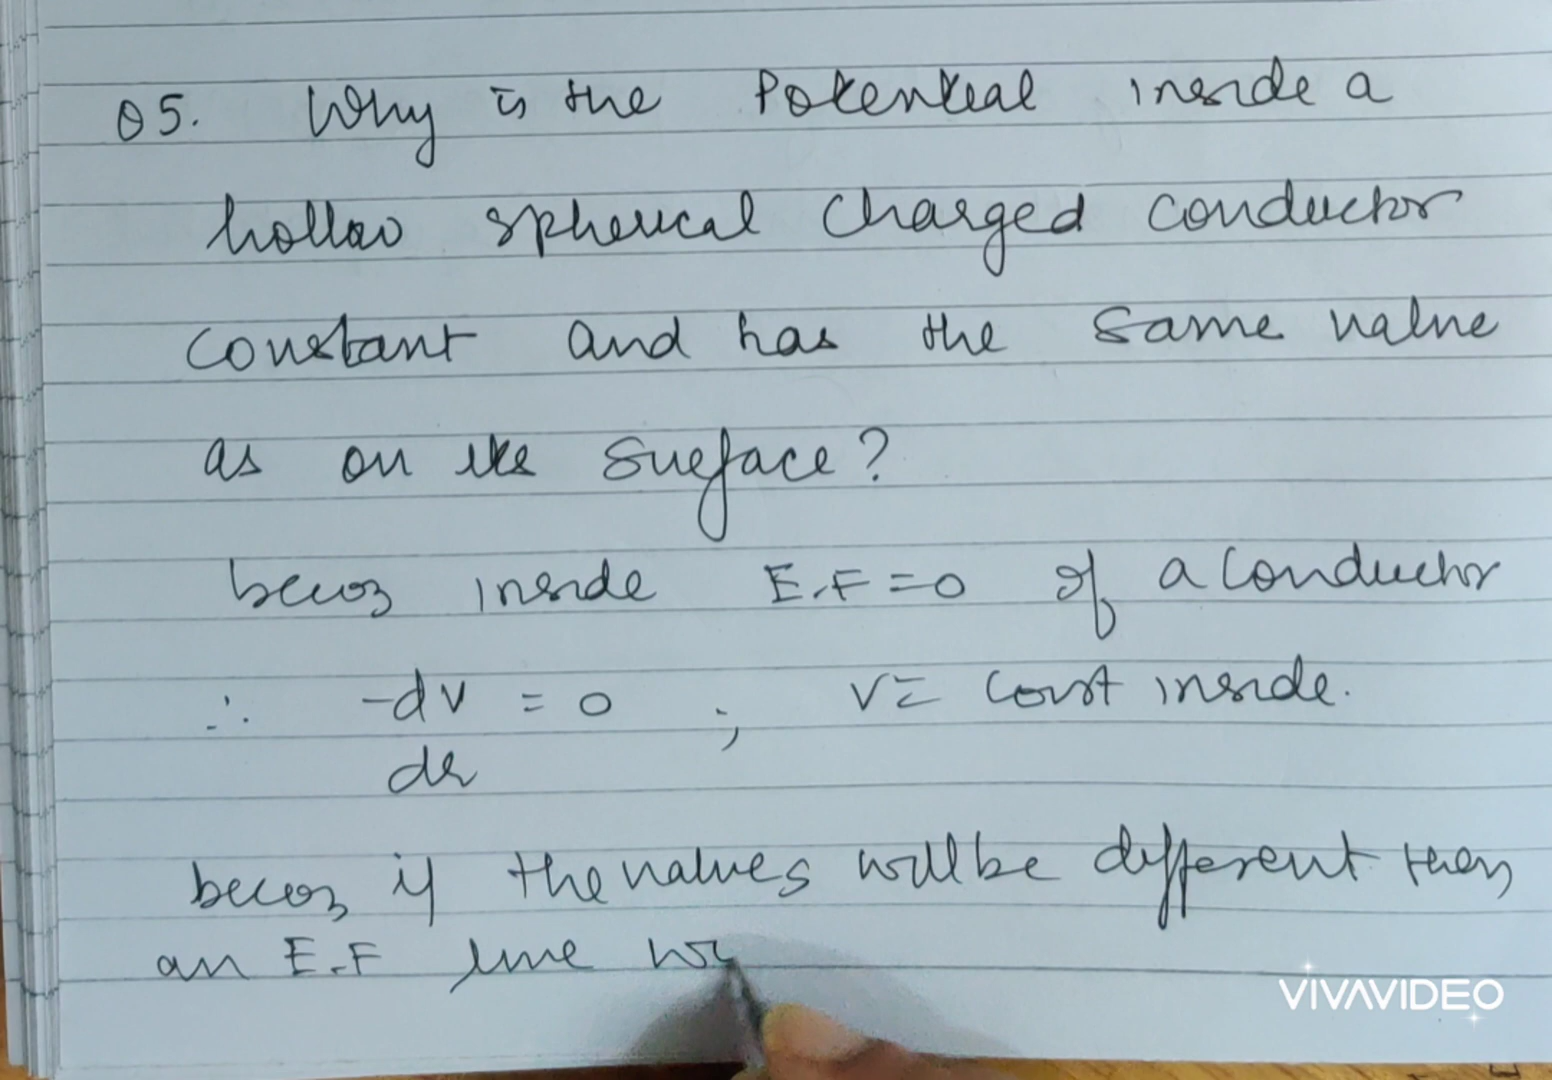 Q5. Why is the Potential inside a
hollow spherical charged conductor
constant and has the same value
as on its surface?
becoz inside E.F = 0 of a conductor
∴ -dv = 0 ; v = const inside.
dr
becoz if the values will be different then
an E.F line wi
VIVAVIDEO